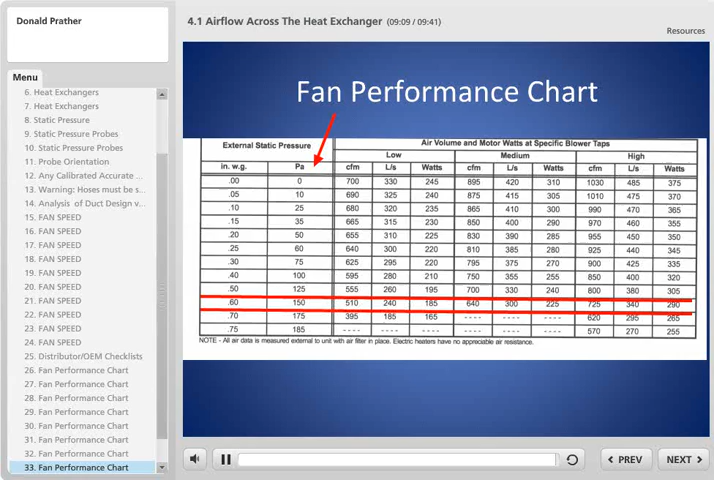 Donald Prather
4.1 Airflow Across The Heat Exchanger (09:09 / 09:41)
Resources
Menu
6. Heat Exchangers
7. Heat Exchangers
8. Static Pressure
9. Static Pressure Probes
10. Static Pressure Probes
11. Probe Orientation
12. Any Calibrated Accurate ...
13. Warning: Hoses must be s...
14. Analysis of Duct Design v...
15. FAN SPEED
16. FAN SPEED
17. FAN SPEED
18. FAN SPEED
19. FAN SPEED
20. FAN SPEED
21. FAN SPEED
22. FAN SPEED
23. FAN SPEED
24. FAN SPEED
25. Distributor/OEM Checklists
26. Fan Performance Chart
27. Fan Performance Chart
28. Fan Performance Chart
29. Fan Performance Chart
30. Fan Performance Chart
31. Fan Performance Chart
32. Fan Performance Chart
33. Fan Performance Chart
Fan Performance Chart
External Static Pressure Air Volume and Motor Watts at Specific Blower Taps
Low Medium High
in. w.g. Pa cfm L/s Watts cfm L/s Watts cfm L/s Watts
.00 0 700 330 245 895 420 310 1030 485 375
.05 10 690 325 240 875 415 305 1010 475 370
.10 25 680 320 235 865 410 300 990 470 365
.15 35 665 315 230 850 400 290 970 460 355
.20 50 655 310 225 830 390 285 955 450 350
.25 60 640 300 220 810 385 280 925 440 345
.30 75 625 295 220 795 375 270 900 425 335
.40 100 595 280 210 750 355 255 850 400 320
.50 125 555 260 195 700 330 240 800 380 305
.60 150 510 240 185 640 300 225 725 340 290
.70 175 395 185 165 ---- ---- ---- 620 295 265
.75 185 ---- ---- ---- ---- ---- ---- 570 270 255
NOTE - All air data is measured external to unit with air filter in place. Electric heaters have no appreciable air resistance.
PREV
NEXT